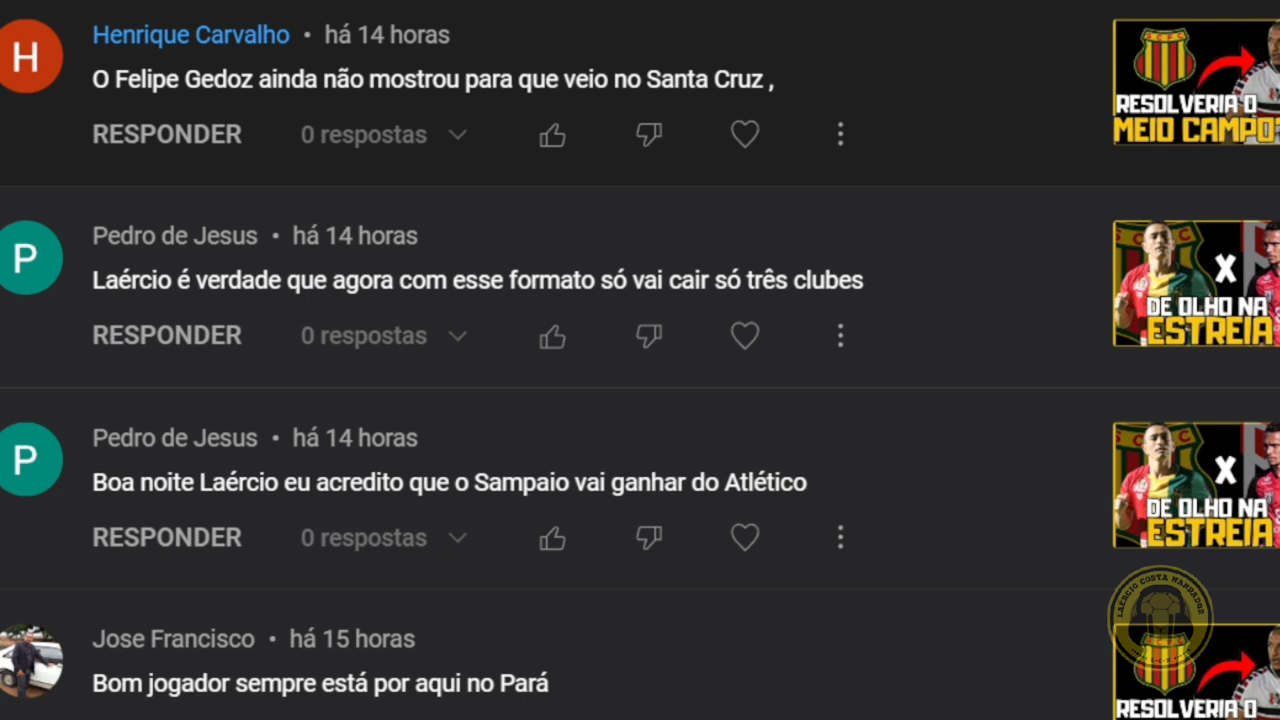 H
Henrique Carvalho • há 14 horas
O Felipe Gedoz ainda não mostrou para que veio no Santa Cruz ,
RESPONDER 0 respostas
SCFC
RESOLVERIA O
MEIO CAMPO
P
Pedro de Jesus • há 14 horas
Laércio é verdade que agora com esse formato só vai cair só três clubes
RESPONDER 0 respostas
X
DE OLHO NA
ESTREIA
P
Pedro de Jesus • há 14 horas
Boa noite Laércio eu acredito que o Sampaio vai ganhar do Atlético
RESPONDER 0 respostas
X
DE OLHO NA
ESTREIA
Jose Francisco • há 15 horas
Bom jogador sempre está por aqui no Pará
LAÉRCIO COSTA NARRADOR
RESOLVERIA O